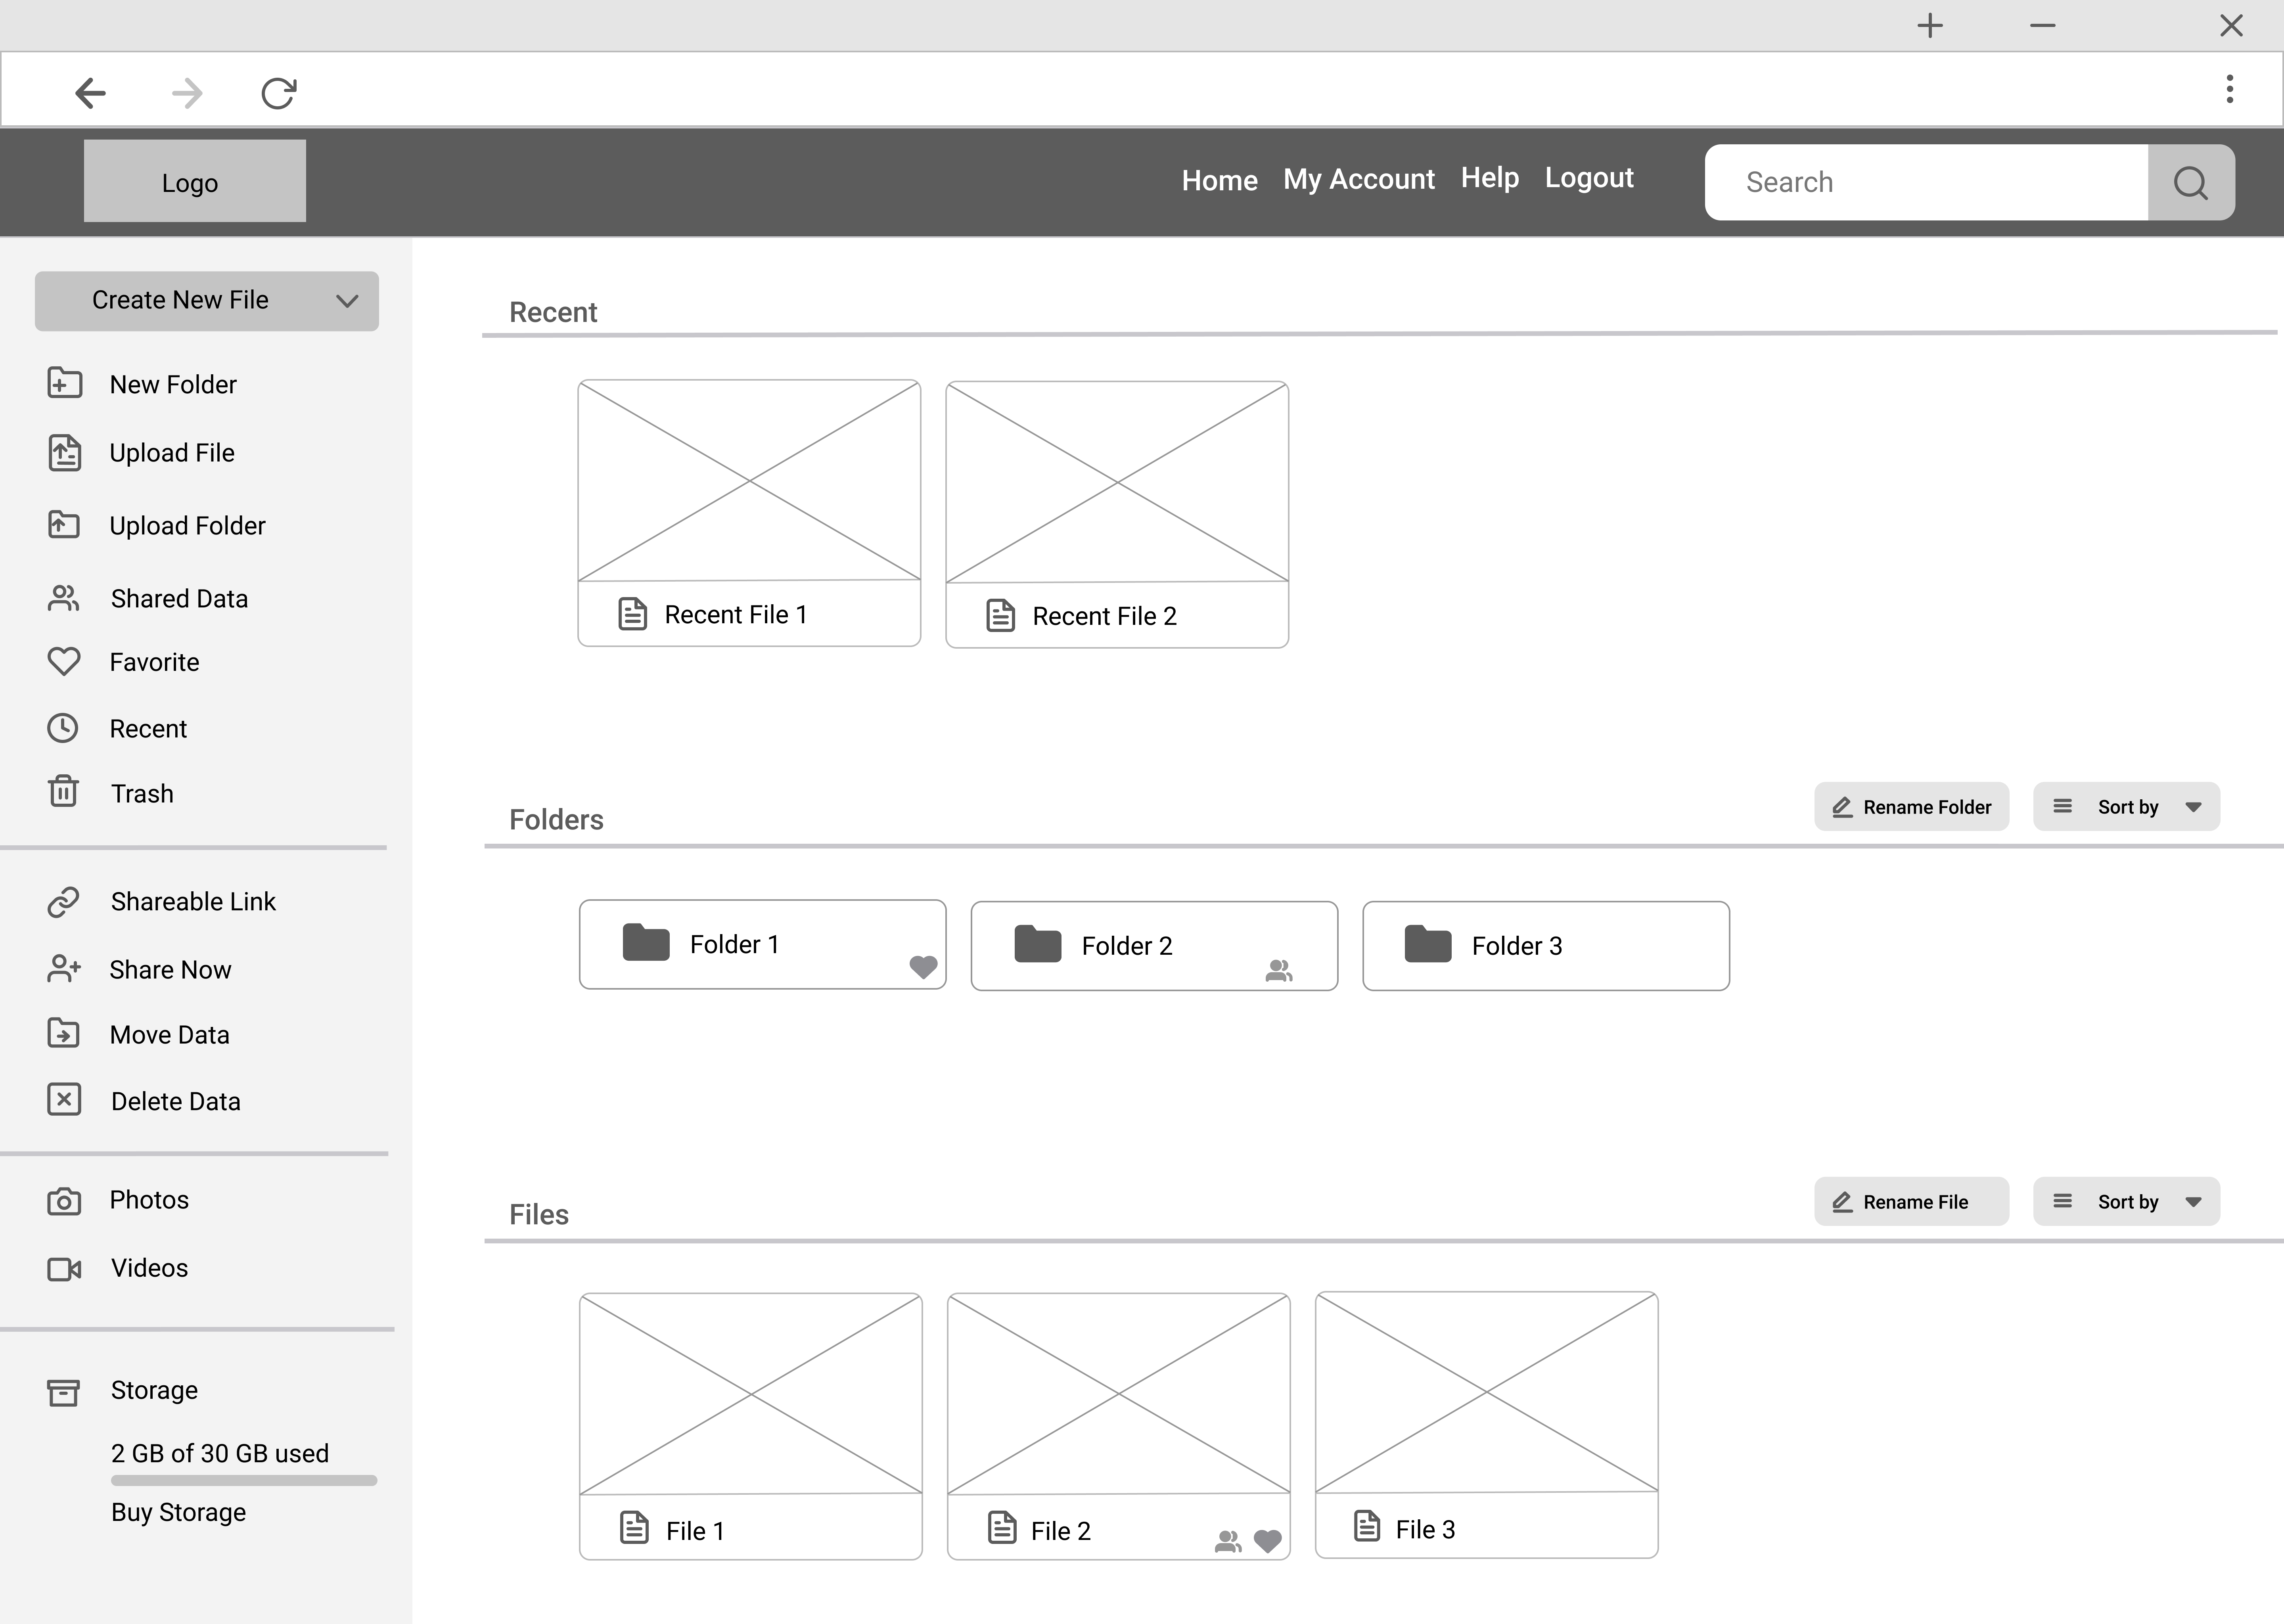 Logo
Home
My Account
Help
Logout
Search
Create New File
New Folder
Upload File
Upload Folder
Shared Data
Favorite
Recent
Trash
Shareable Link
Share Now
Move Data
Delete Data
Photos
Videos
Storage
2 GB of 30 GB used
Buy Storage
Recent
Recent File 1
Recent File 2
Folders
Rename Folder
Sort by
Folder 1
Folder 2
Folder 3
Files
Rename File
Sort by
File 1
File 2
File 3